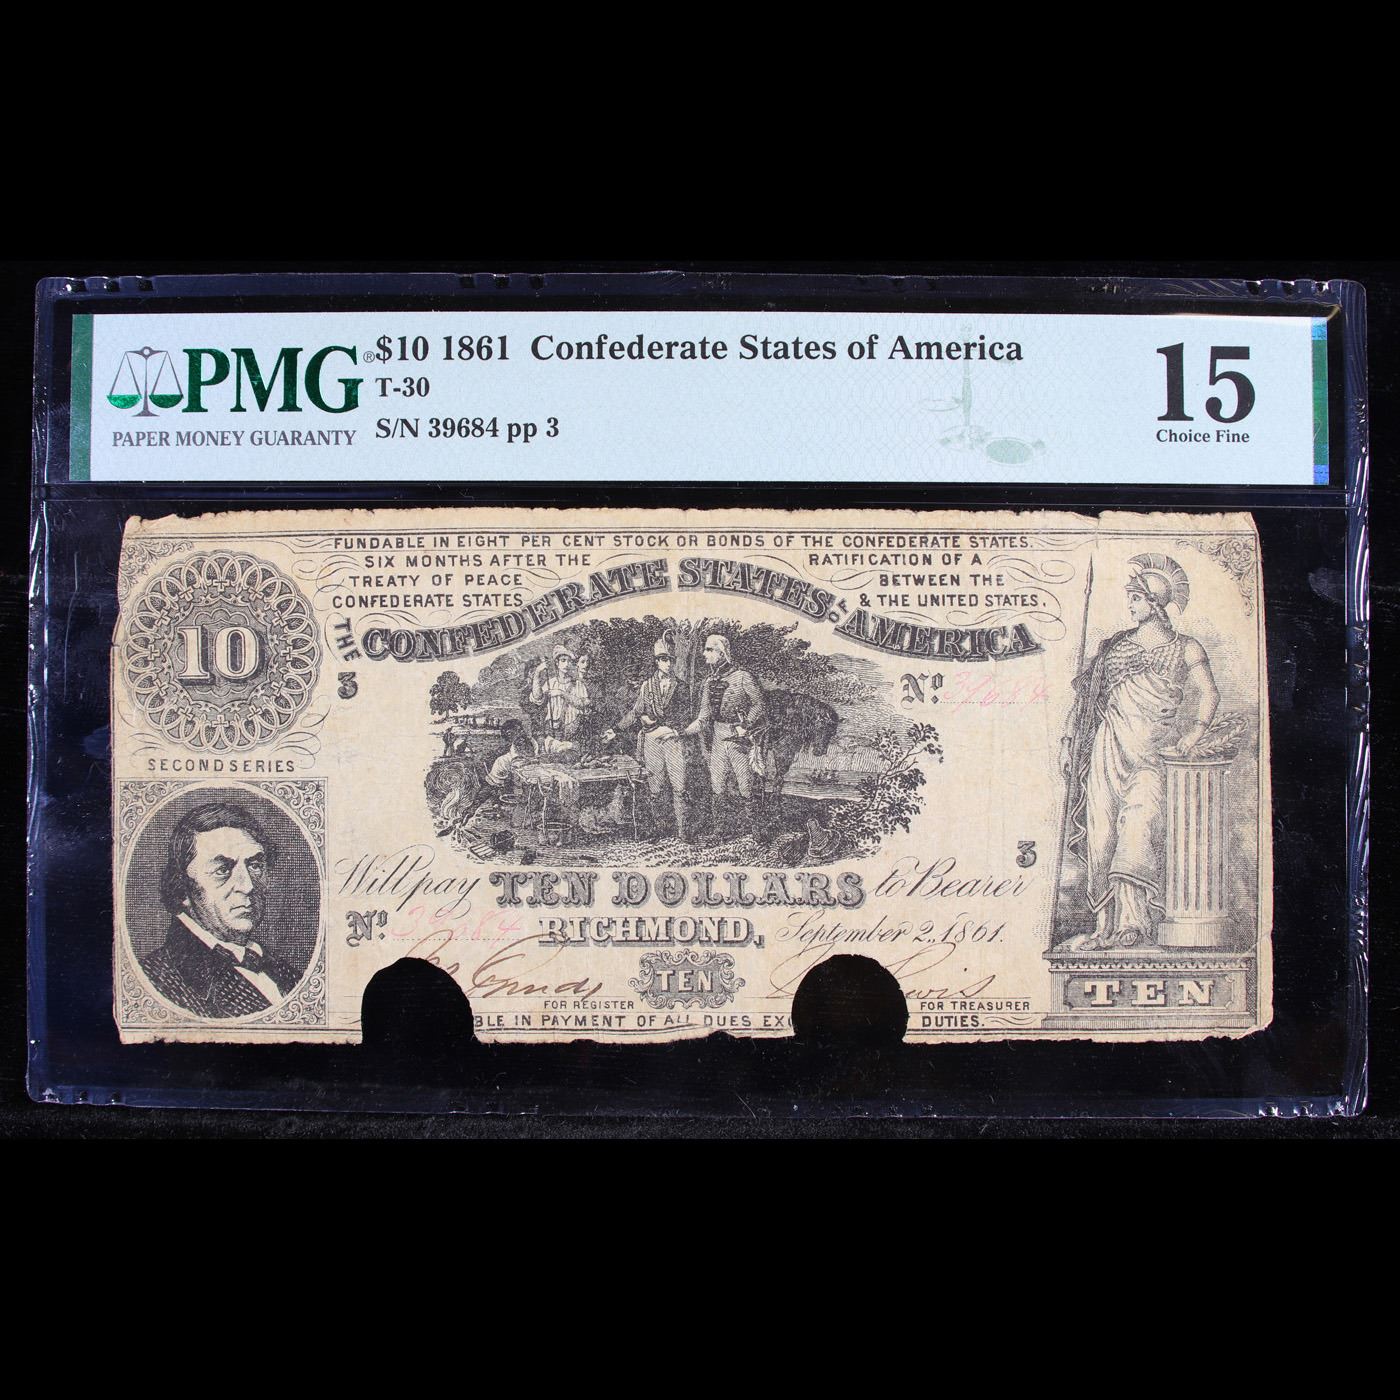 PMG® $10 1861 Confederate States of America
T-30
S/N 39684 pp 3
PAPER MONEY GUARANTY
15
Choice Fine
FUNDABLE IN EIGHT PER CENT STOCK OR BONDS OF THE CONFEDERATE STATES.
SIX MONTHS AFTER THE RATIFICATION OF A
TREATY OF PEACE BETWEEN THE
CONFEDERATE STATES & THE UNITED STATES.
THE CONFEDERATE STATES OF AMERICA
10
3
No. 39684
SECOND SERIES
3
Will pay TEN DOLLARS to Bearer
No. 39684 RICHMOND, September 2, 1861.
TEN
FOR REGISTER
FOR TREASURER
BLE IN PAYMENT OF ALL DUES EX DUTIES.
TEN